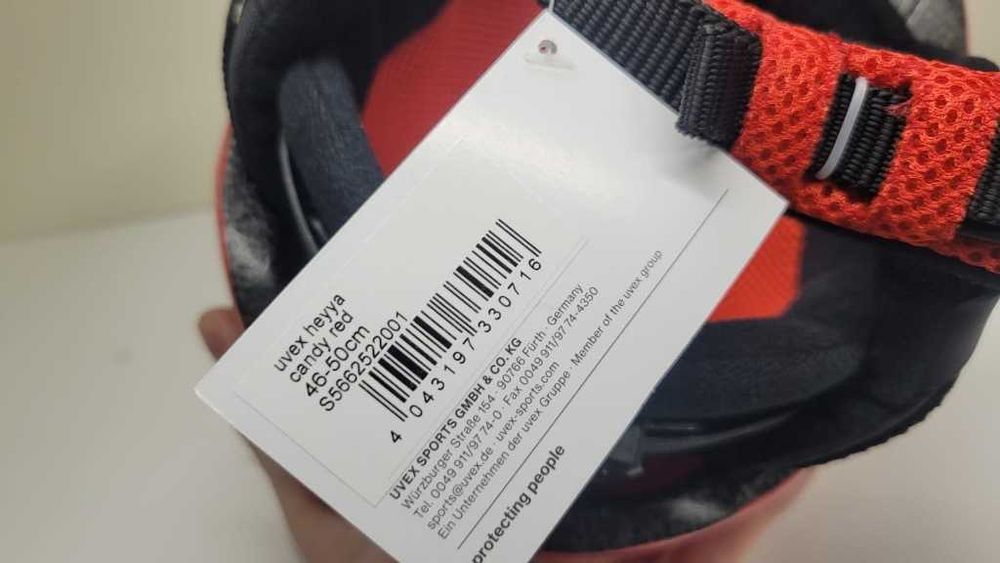 uvex heyya
candy red
46-50cm
S5662522001
4 043197 330716
UVEX SPORTS GMBH & CO. KG
Würzburger Straße 154 · 90766 Fürth · Germany
Tel. 0049 911/97 74-0 · Fax 0049 911/97 74-4350
sports@uvex.de · uvex-sports.com
Ein Unternehmen der uvex Gruppe · Member of the uvex group
protecting people